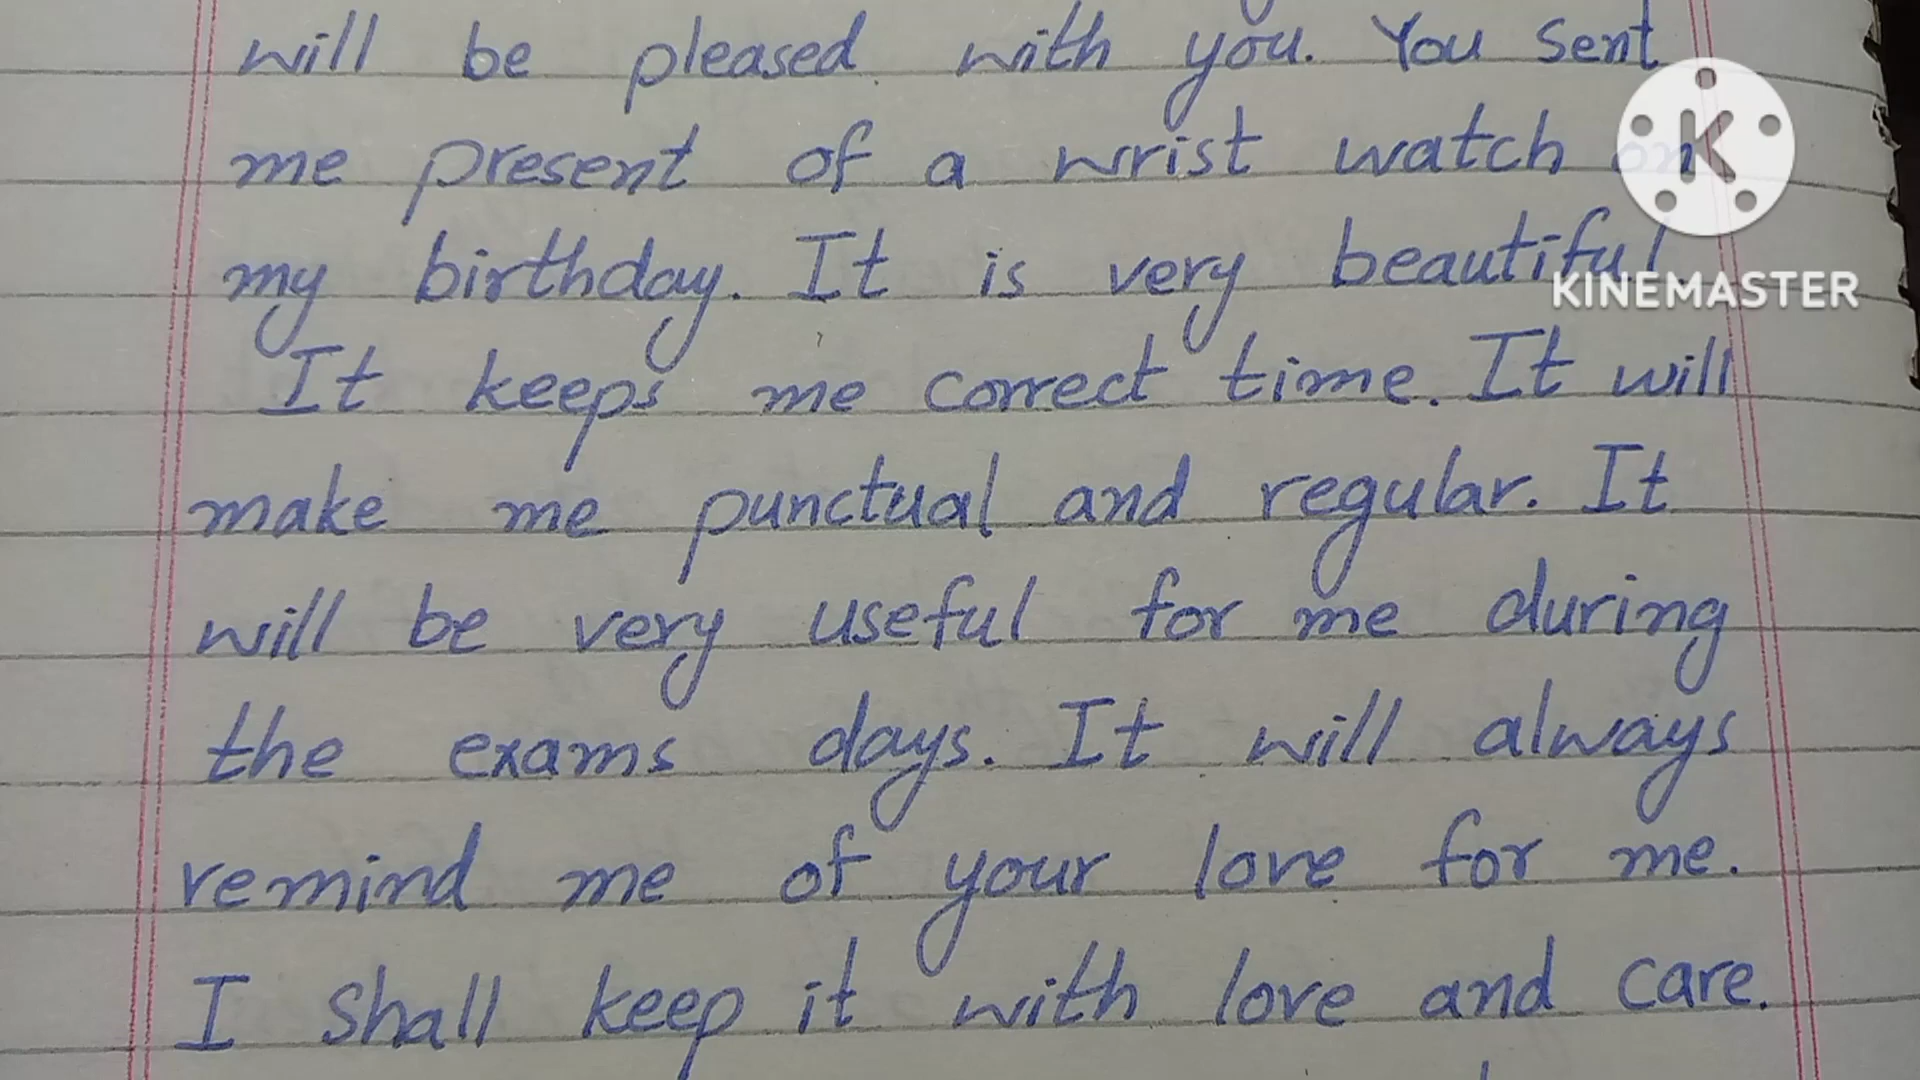 will be pleased with you. You Sent
me present of a wrist watch on
my birthday. It is very beautiful
KINEMASTER
It keeps me correct time. It will
make me punctual and regular. It
will be very useful for me during
the exams days. It will always
remind me of your love for me.
I shall keep it with love and care.